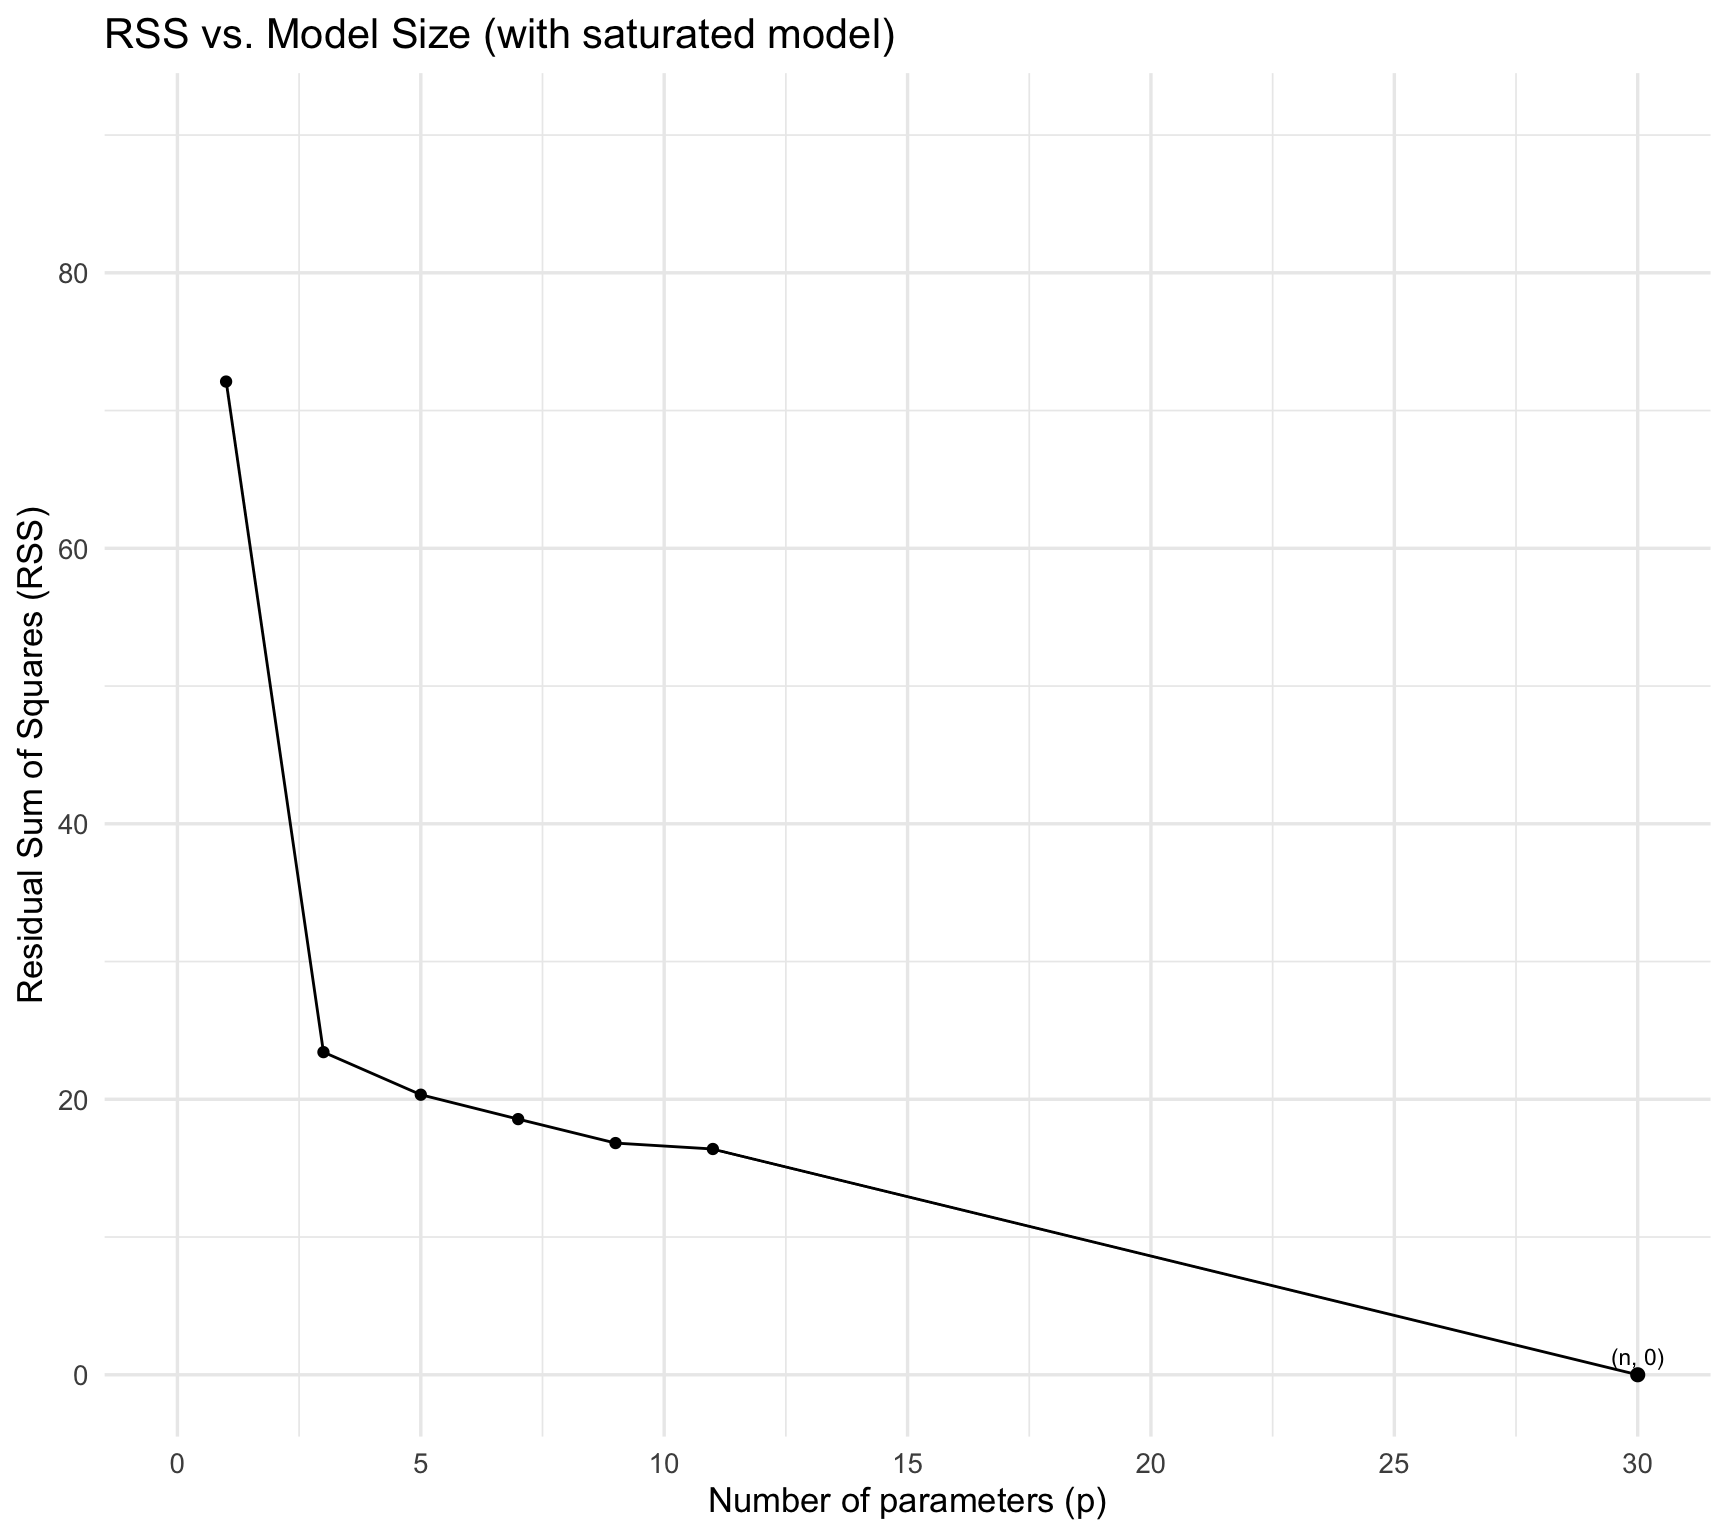 RSS vs. Model Size (with saturated model)
Residual Sum of Squares (RSS)
80
60
40
20
0
(n, 0)
0 5 10 15 20 25 30
Number of parameters (p)